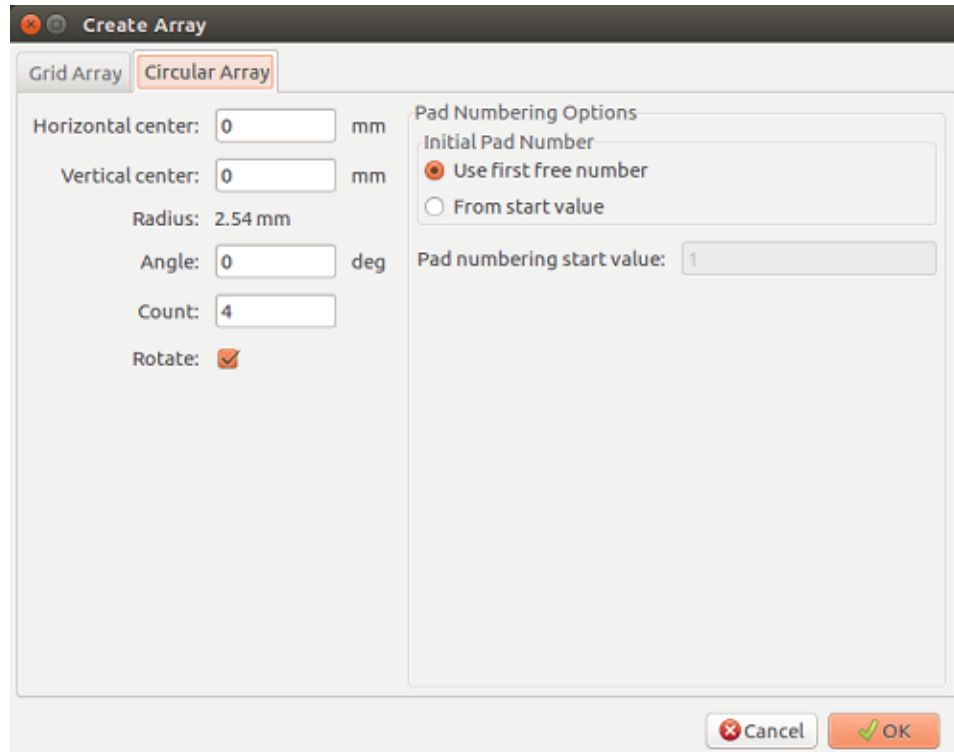 Create Array
Grid Array
Circular Array
Horizontal center: 0 mm
Vertical center: 0 mm
Radius: 2.54 mm
Angle: 0 deg
Count: 4
Rotate:
Pad Numbering Options
Initial Pad Number
Use first free number
From start value
Pad numbering start value: 1
Cancel
OK